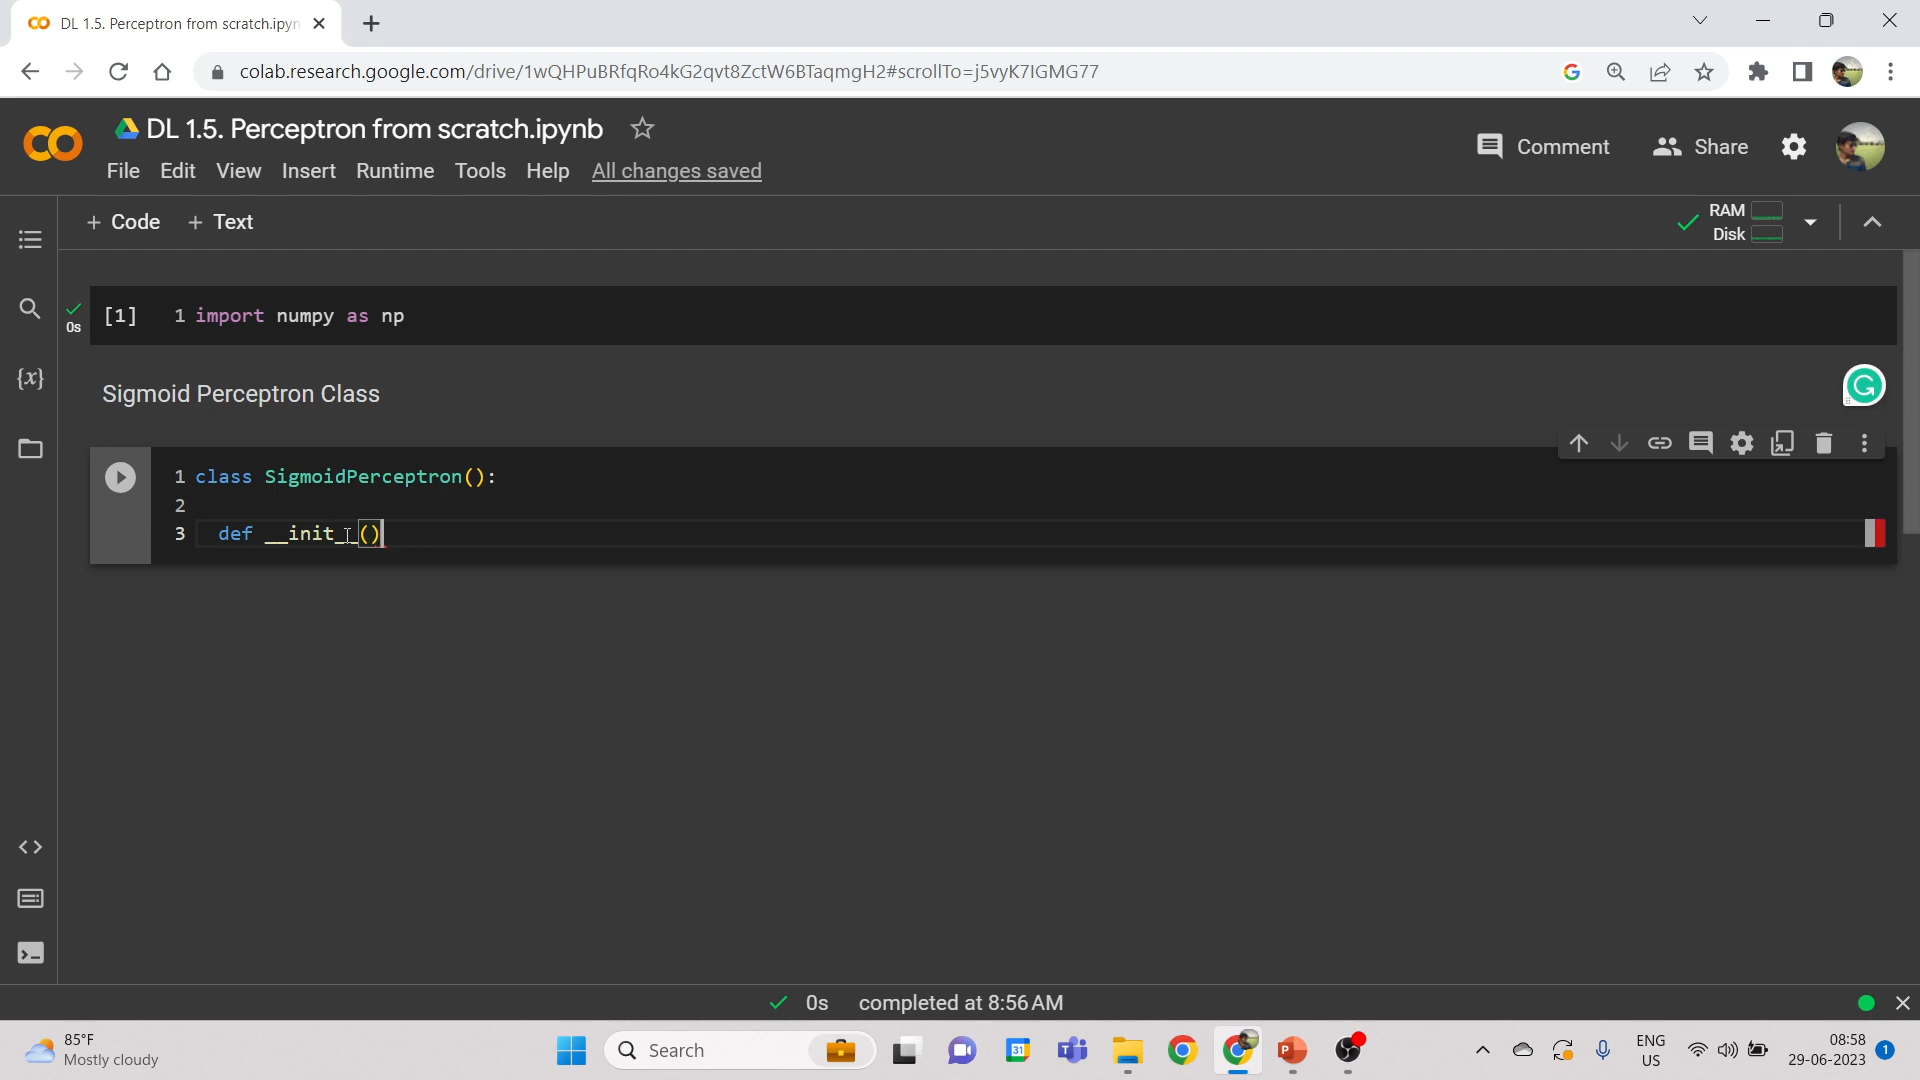 DL 1.5. Perceptron from scratch.ipyn
colab.research.google.com/drive/1wQHPuBRfqRo4kG2qvt8ZctW6BTaqmgH2#scrollTo=j5vyK7IGMG77
DL 1.5. Perceptron from scratch.ipynb
Comment
Share
File Edit View Insert Runtime Tools Help All changes saved
+ Code + Text
RAM
Disk
0s
[1] 1 import numpy as np
Sigmoid Perceptron Class
1 class SigmoidPerceptron():
2
3 def __init__()
0s completed at 8:56 AM
85°F
Mostly cloudy
Search
31
ENG
US
08:58
29-06-2023
1